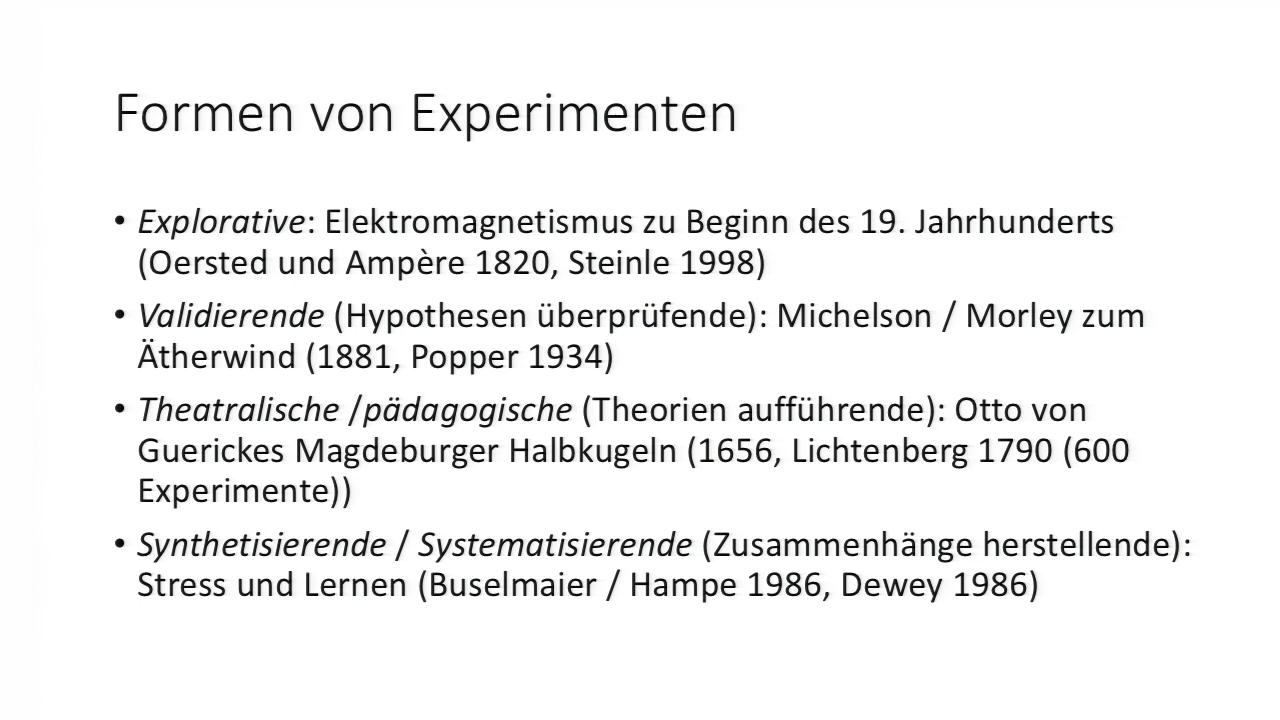 Formen von Experimenten
• Explorative: Elektromagnetismus zu Beginn des 19. Jahrhunderts
(Oersted und Ampère 1820, Steinle 1998)
• Validierende (Hypothesen überprüfende): Michelson / Morley zum
Ätherwind (1881, Popper 1934)
• Theatralische /pädagogische (Theorien aufführende): Otto von
Guerickes Magdeburger Halbkugeln (1656, Lichtenberg 1790 (600
Experimente))
• Synthetisierende / Systematisierende (Zusammenhänge herstellende):
Stress und Lernen (Buselmaier / Hampe 1986, Dewey 1986)